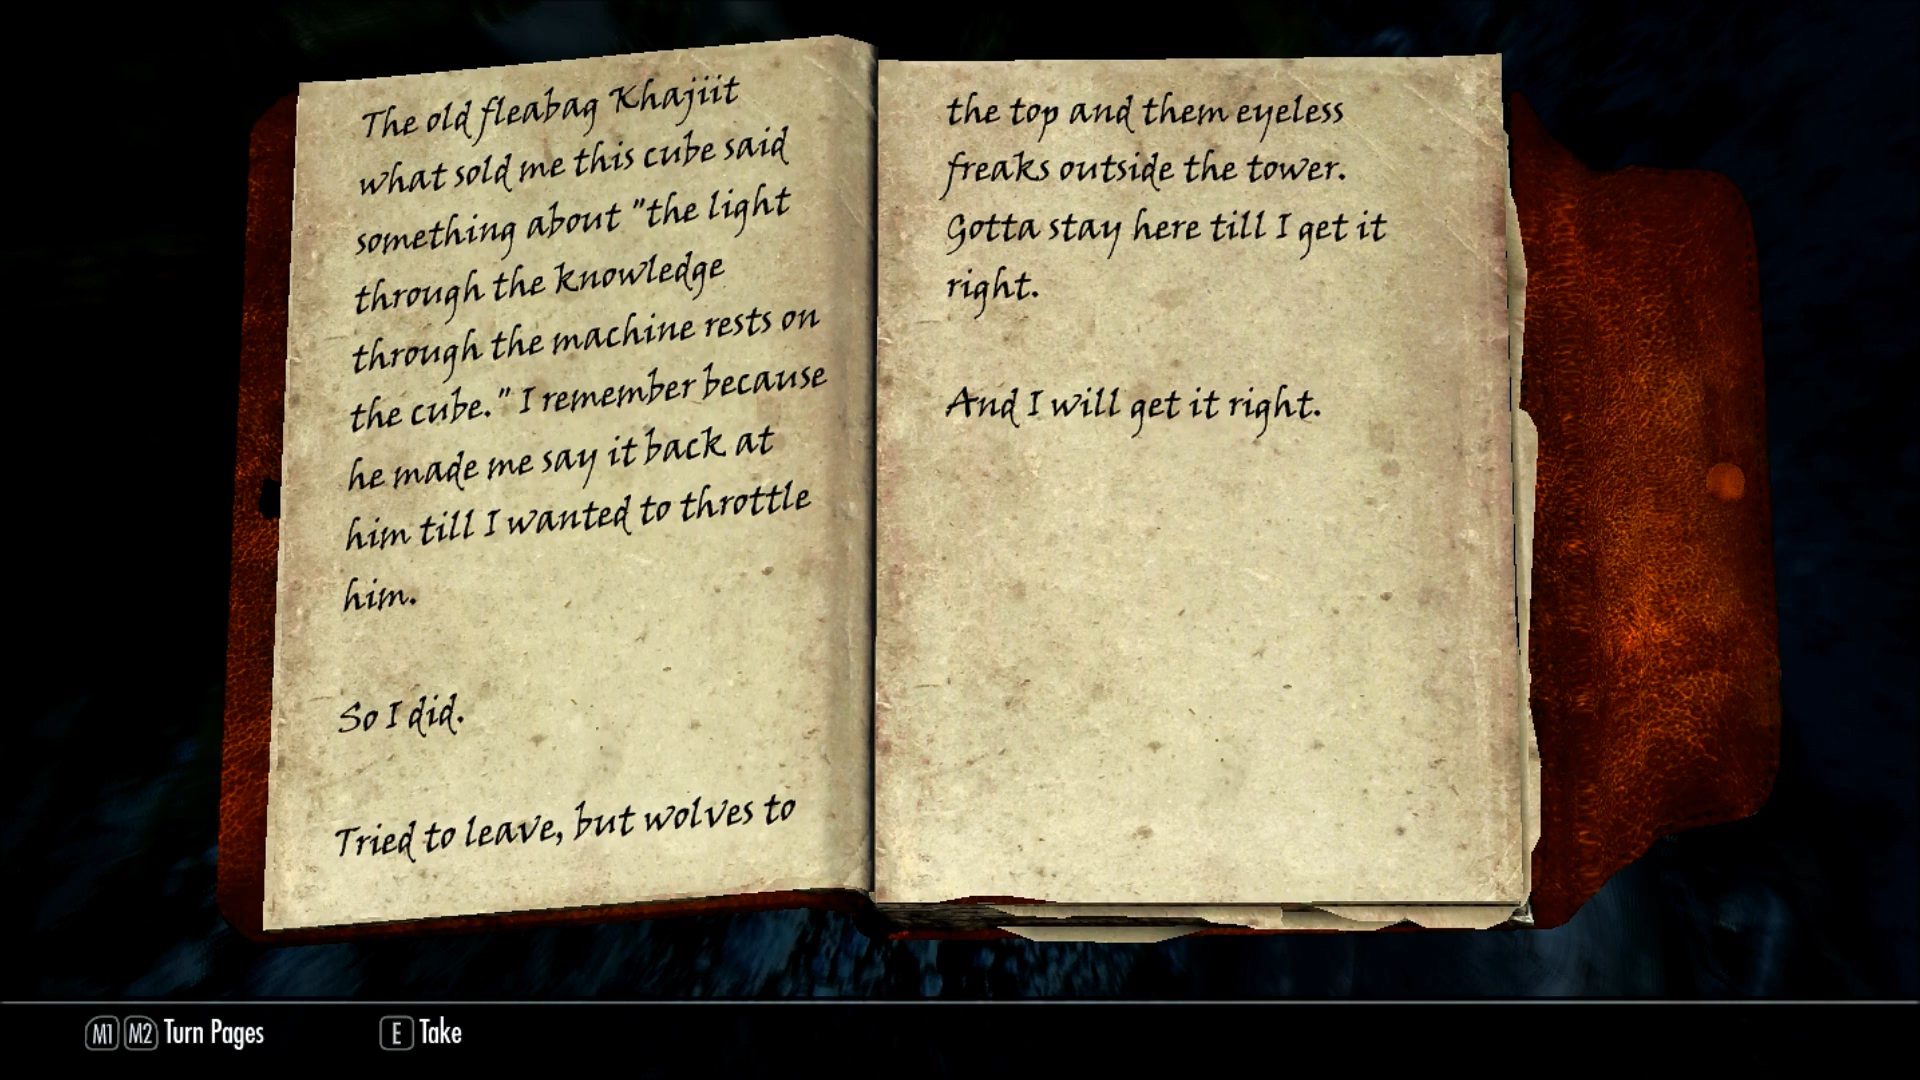 The old fleabag Khajiit
what sold me this cube said
something about "the light
through the knowledge
through the machine rests on
the cube." I remember because
he made me say it back at
him till I wanted to throttle
him.
So I did.
Tried to leave, but wolves to
the top and them eyeless
freaks outside the tower.
Gotta stay here till I get it
right.
And I will get it right.
M1 M2 Turn Pages
E Take